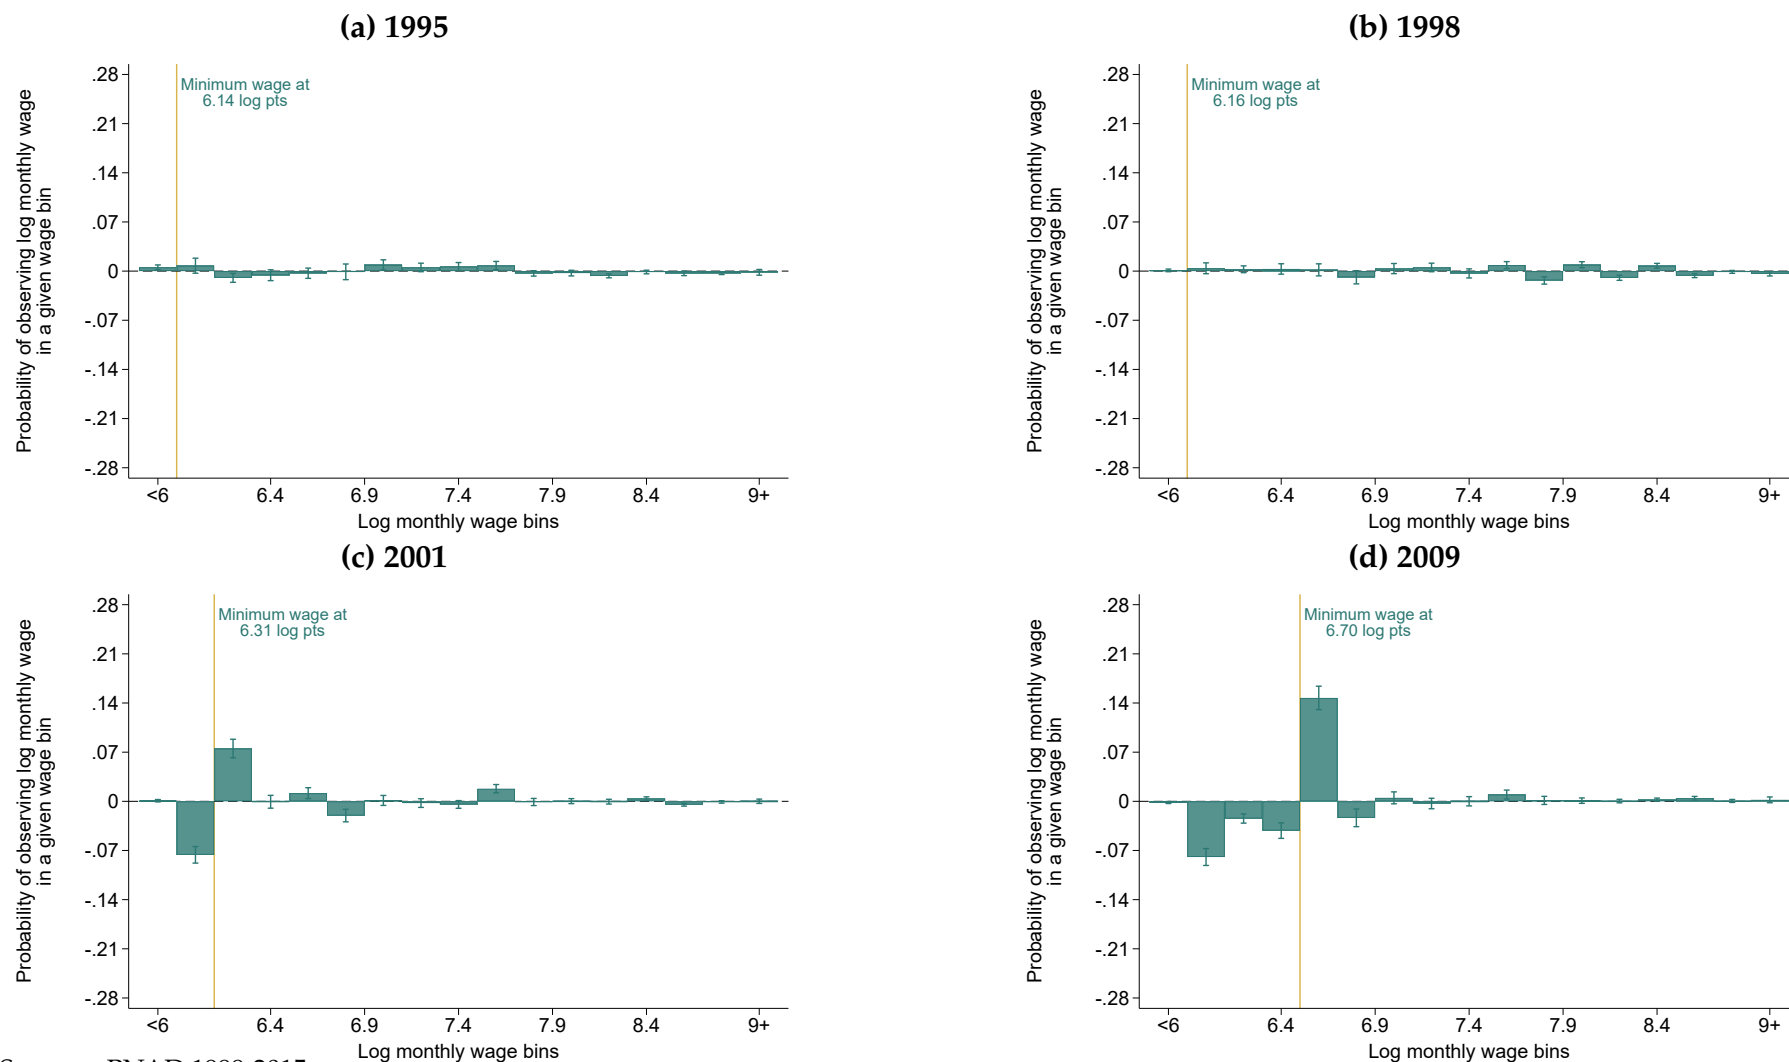 (a) 1995
.28
.21
.14
.07
0
-.07
-.14
-.21
-.28
Probability of observing log monthly wage
in a given wage bin
Minimum wage at
6.14 log pts
<6 6.4 6.9 7.4 7.9 8.4 9+
Log monthly wage bins
(b) 1998
.28
.21
.14
.07
0
-.07
-.14
-.21
-.28
Probability of observing log monthly wage
in a given wage bin
Minimum wage at
6.16 log pts
<6 6.4 6.9 7.4 7.9 8.4 9+
Log monthly wage bins
(c) 2001
.28
.21
.14
.07
0
-.07
-.14
-.21
-.28
Probability of observing log monthly wage
in a given wage bin
Minimum wage at
6.31 log pts
<6 6.4 6.9 7.4 7.9 8.4 9+
Log monthly wage bins
(d) 2009
.28
.21
.14
.07
0
-.07
-.14
-.21
-.28
Probability of observing log monthly wage
in a given wage bin
Minimum wage at
6.70 log pts
<6 6.4 6.9 7.4 7.9 8.4 9+
Log monthly wage bins